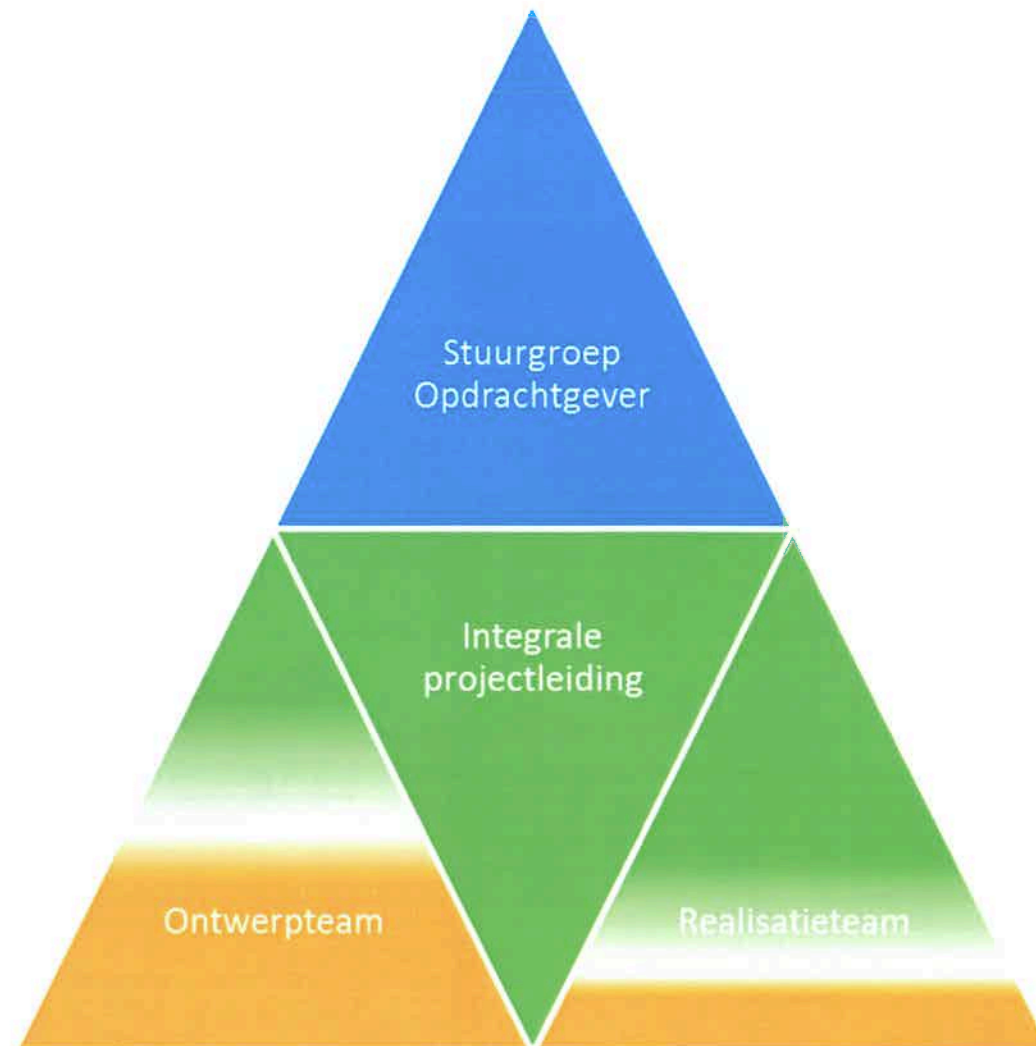 Stuurgroep
Opdrachtgever
Integrale
projectleiding
Ontwerpteam
Realisatieteam